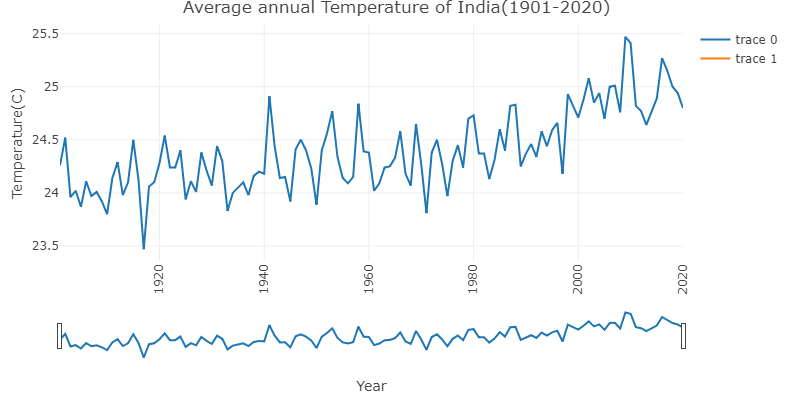 Average annual Temperature of India(1901-2020)
25.5
25
24.5
24
23.5
Temperature(C)
1920
1940
1960
1980
2000
2020
Year
trace 0
trace 1